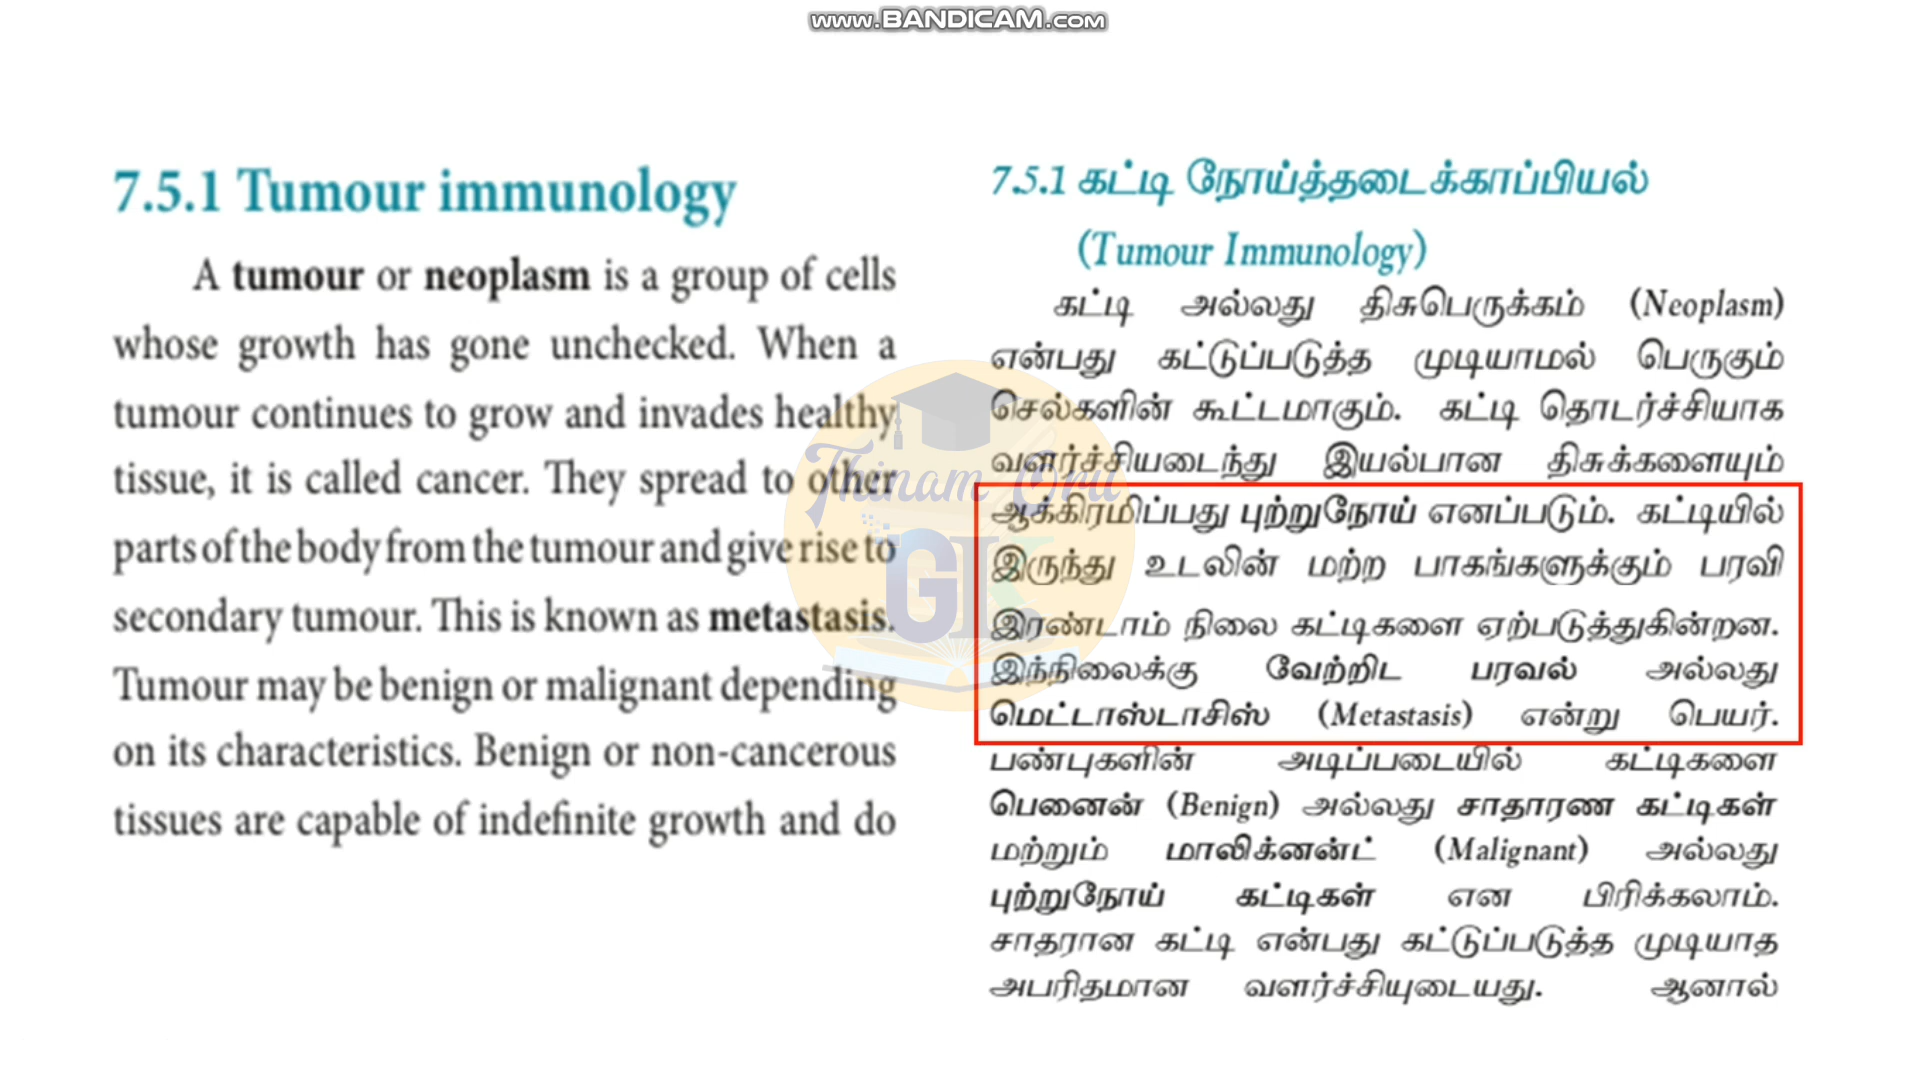 www.BANDICAM.com
7.5.1 Tumour immunology
A tumour or neoplasm is a group of cells
whose growth has gone unchecked. When a
tumour continues to grow and invades healthy
tissue, it is called cancer. They spread to other
parts of the body from the tumour and give rise to
secondary tumour. This is known as metastasis.
Tumour may be benign or malignant depending
on its characteristics. Benign or non-cancerous
tissues are capable of indefinite growth and do
7.5.1 கட்டி நோய்த்தடைக்காப்பியல்
(Tumour Immunology)
கட்டி அல்லது திசுபெருக்கம் (Neoplasm)
என்பது கட்டுப்படுத்த முடியாமல் பெருகும்
செல்களின் கூட்டமாகும். கட்டி தொடர்ச்சியாக
வளர்ச்சியடைந்து இயல்பான திசுக்களையும்
ஆக்கிரமிப்பது புற்றுநோய் எனப்படும். கட்டியில்
இருந்து உடலின் மற்ற பாகங்களுக்கும் பரவி
இரண்டாம் நிலை கட்டிகளை ஏற்படுத்துகின்றன.
இந்நிலைக்கு வேற்றிட பரவல் அல்லது
மெட்டாஸ்டாசிஸ் (Metastasis) என்று பெயர்.
பண்புகளின் அடிப்படையில் கட்டிகளை
பெனைன் (Benign) அல்லது சாதாரண கட்டிகள்
மற்றும் மாலிக்னன்ட் (Malignant) அல்லது
புற்றுநோய் கட்டிகள் என பிரிக்கலாம்.
சாதரான கட்டி என்பது கட்டுப்படுத்த முடியாத
அபரிதமான வளர்ச்சியுடையது. ஆனால்
Thinam Oru
GK